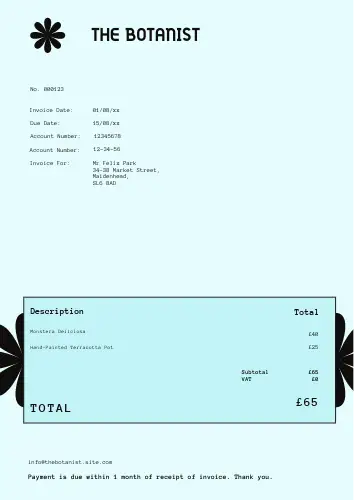 THE BOTANIST
No. 000123
Invoice Date: 01/08/xx
Due Date: 15/08/xx
Account Number: 12345678
Account Number: 12-34-56
Invoice For: Mr Felix Park
34-38 Market Street,
Maidenhead,
SL6 8AD
Description Total
Monstera Deliciosa £40
Hand-Painted Terracotta Pot £25
Subtotal £65
VAT £0
TOTAL £65
info@thebotanist.site.com
Payment is due within 1 month of receipt of invoice. Thank you.